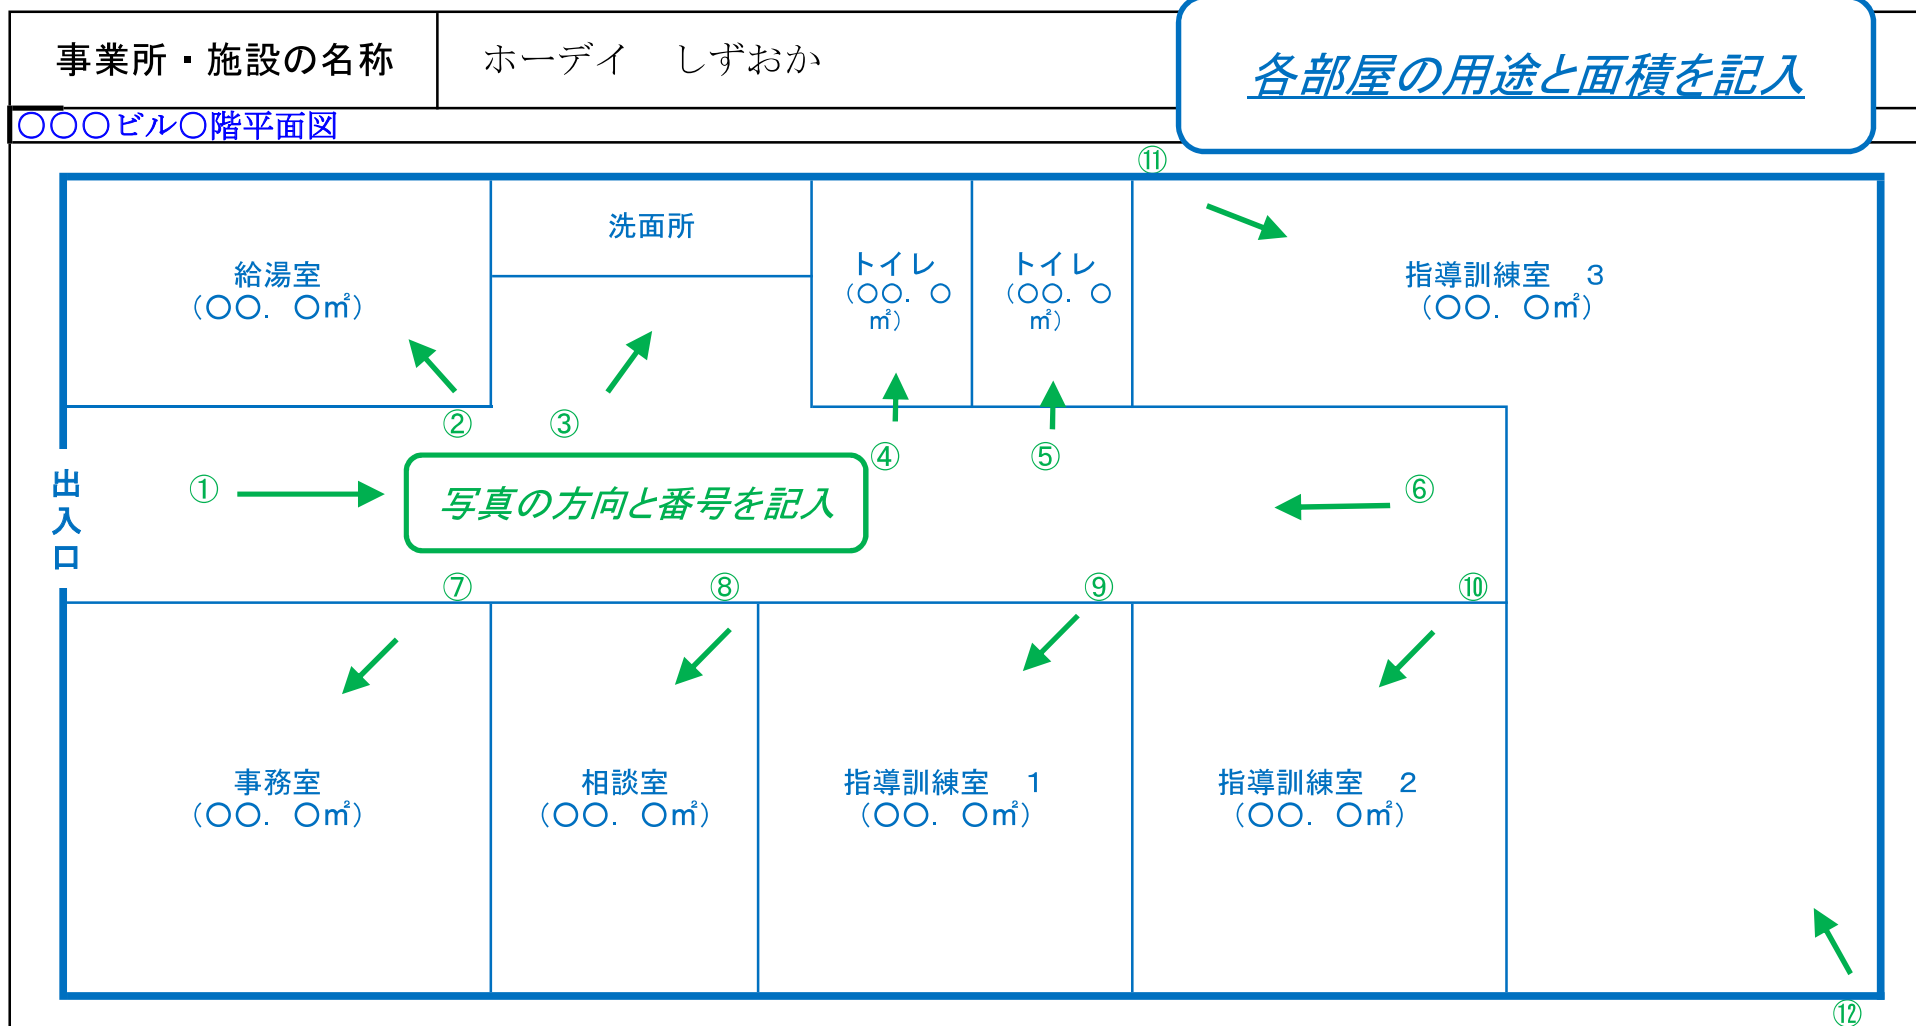 事業所・施設の名称
ホーデイ　しずおか
各部屋の用途と面積を記入
〇〇〇ビル〇階平面図
⑪
洗面所
給湯室
（〇〇．〇㎡）
トイレ
（〇〇．〇
㎡）
トイレ
（〇〇．〇
㎡）
指導訓練室　３
（〇〇．〇㎡）
②
③
④
⑤
出入口
①
写真の方向と番号を記入
⑥
⑦
⑧
⑨
⑩
事務室
（〇〇．〇㎡）
相談室
（〇〇．〇㎡）
指導訓練室　１
（〇〇．〇㎡）
指導訓練室　２
（〇〇．〇㎡）
⑫